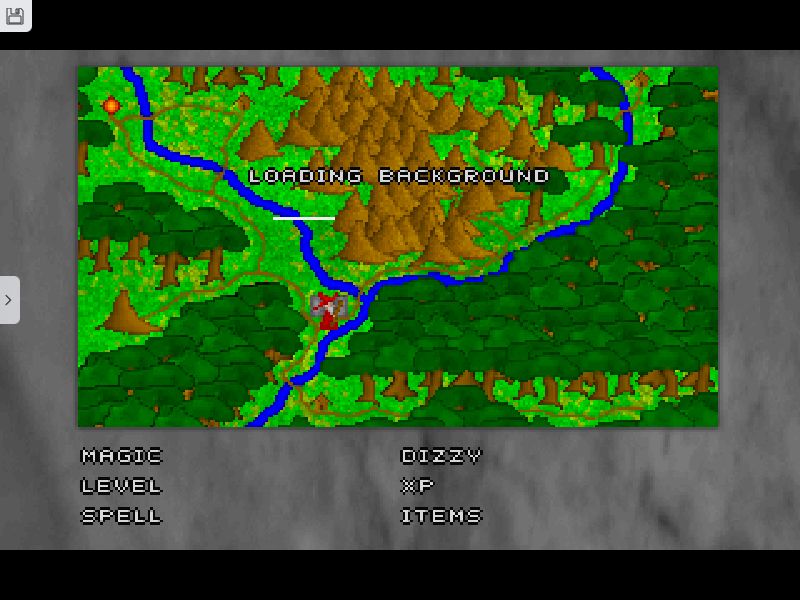 LOADING BACKGROUND
MAGIC
DIZZY
LEVEL
XP
SPELL
ITEMS